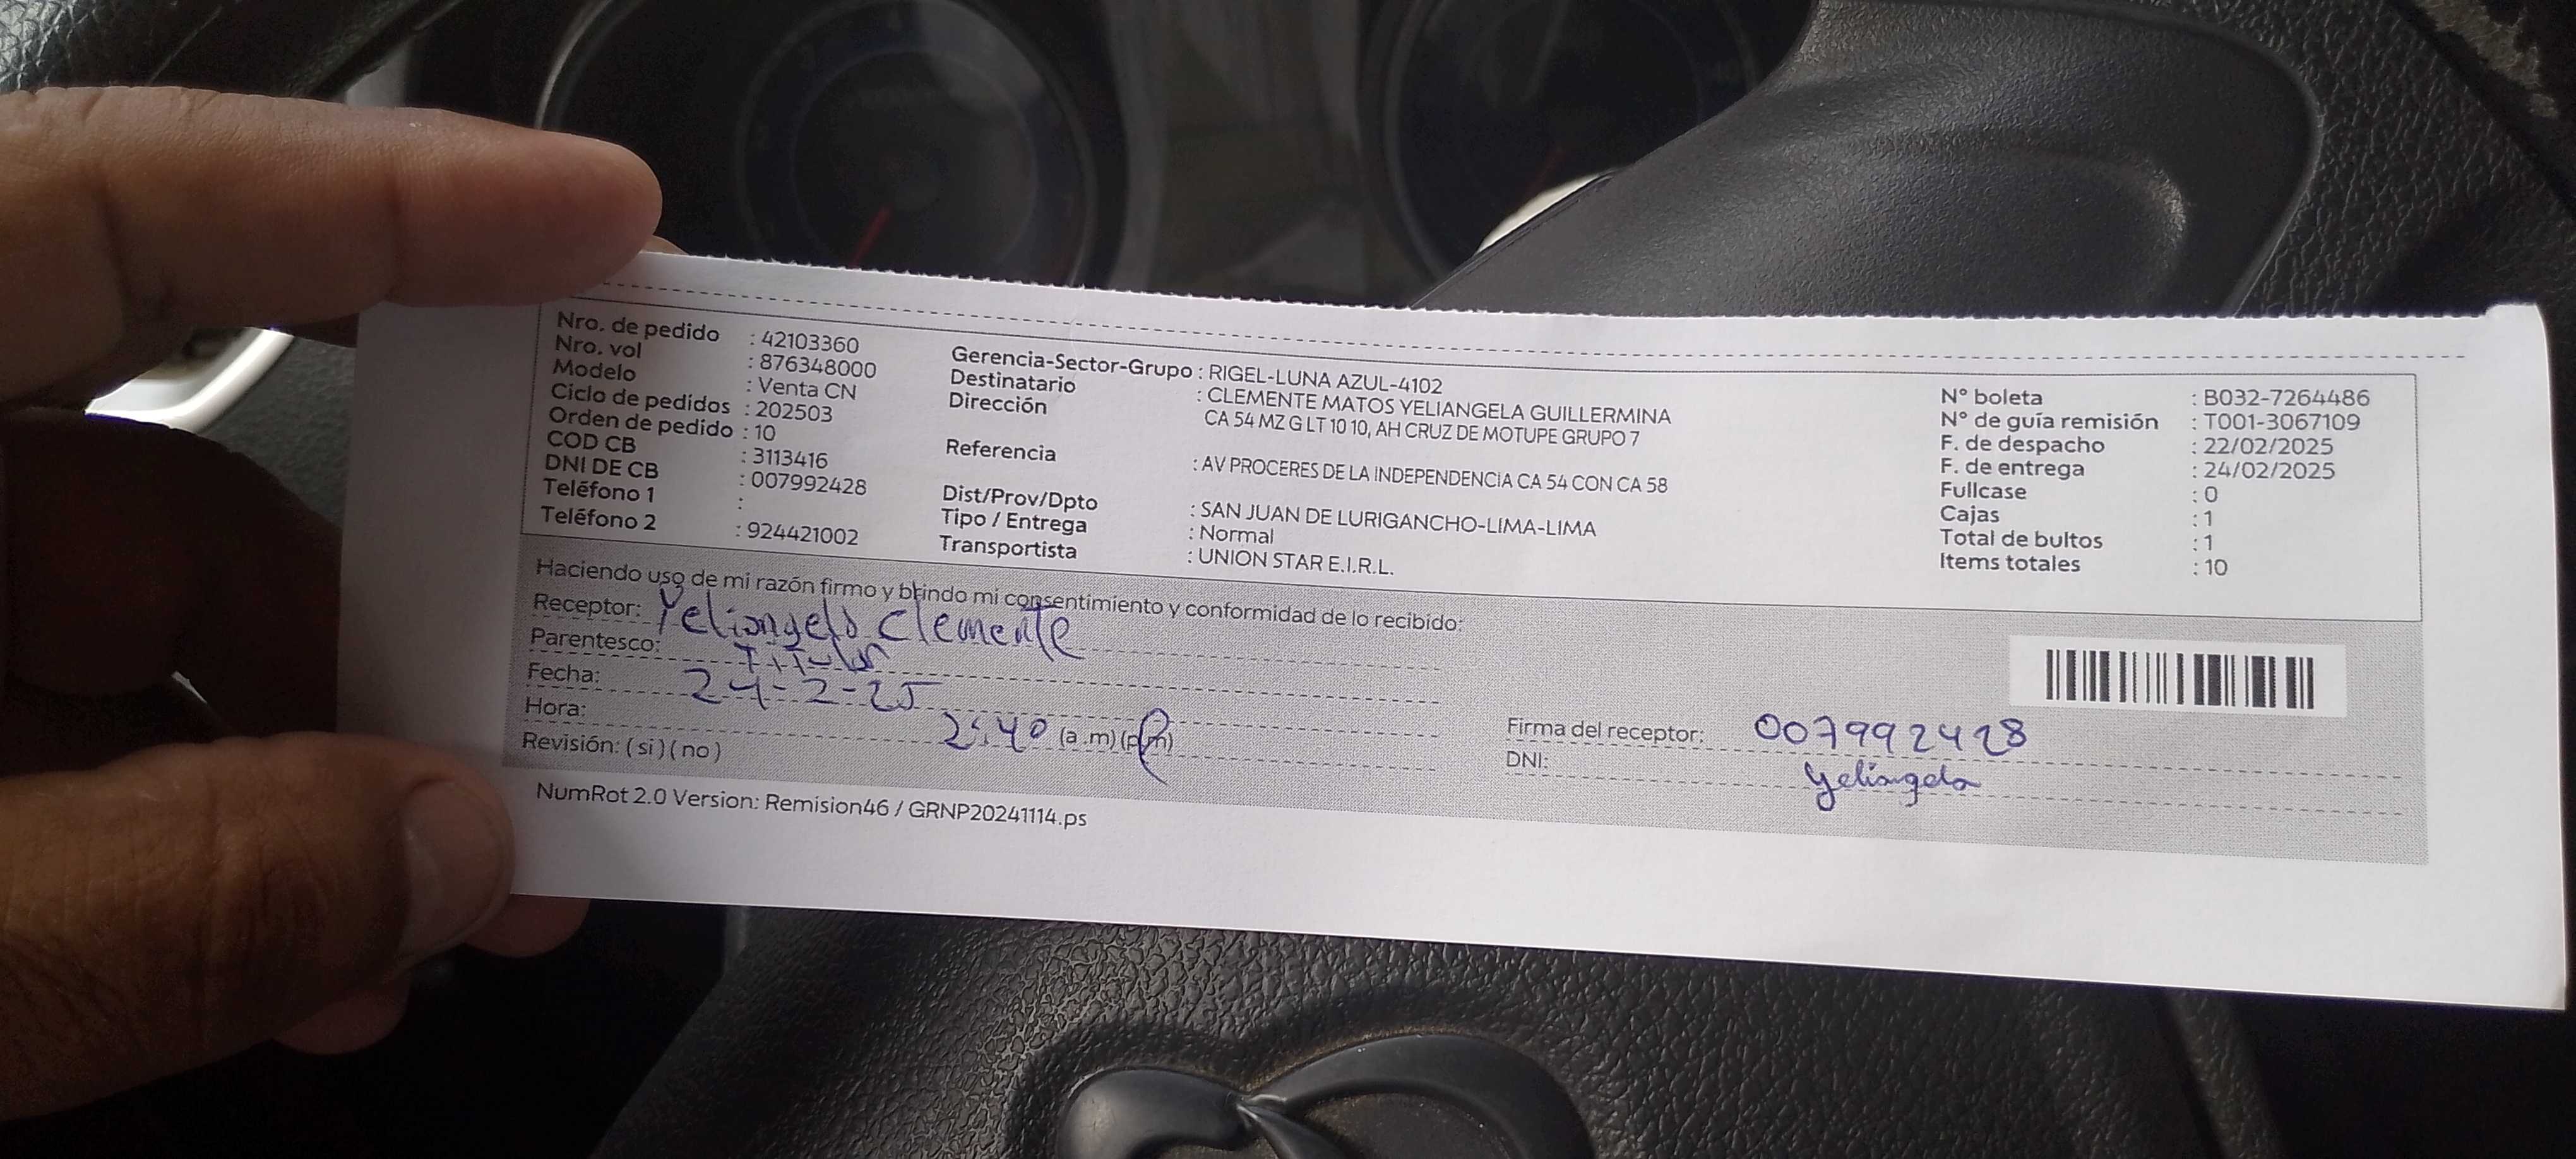 Nro. de pedido : 42103360
Nro. vol : 876348000
Modelo : Venta CN
Ciclo de pedidos : 202503
Orden de pedido : 10
COD CB : 3113416
DNI DE CB : 007992428
Teléfono 1 :
Teléfono 2 : 924421002
Gerencia-Sector-Grupo : RIGEL-LUNA AZUL-4102
Destinatario : CLEMENTE MATOS YELIANGELA GUILLERMINA
Dirección CA 54 MZ G LT 10 10, AH CRUZ DE MOTUPE GRUPO 7
Referencia : AV PROCERES DE LA INDEPENDENCIA CA 54 CON CA 58
Dist/Prov/Dpto : SAN JUAN DE LURIGANCHO-LIMA-LIMA
Tipo / Entrega : Normal
Transportista : UNION STAR E.I.R.L.
N° boleta : B032-7264486
N° de guía remisión : T001-3067109
F. de despacho : 22/02/2025
F. de entrega : 24/02/2025
Fullcase : 0
Cajas : 1
Total de bultos : 1
Items totales : 10
Haciendo uso de mi razón firmo y brindo mi consentimiento y conformidad de lo recibido:
Receptor: Yeliangela Clemente
Parentesco: Titular
Fecha: 24-2-25
Hora: 2:40 (a .m) (p.m)
Revisión: ( si ) ( no )
Firma del receptor: 007992428
DNI: Yeliangela
NumRot 2.0 Version: Remision46 / GRNP20241114.ps